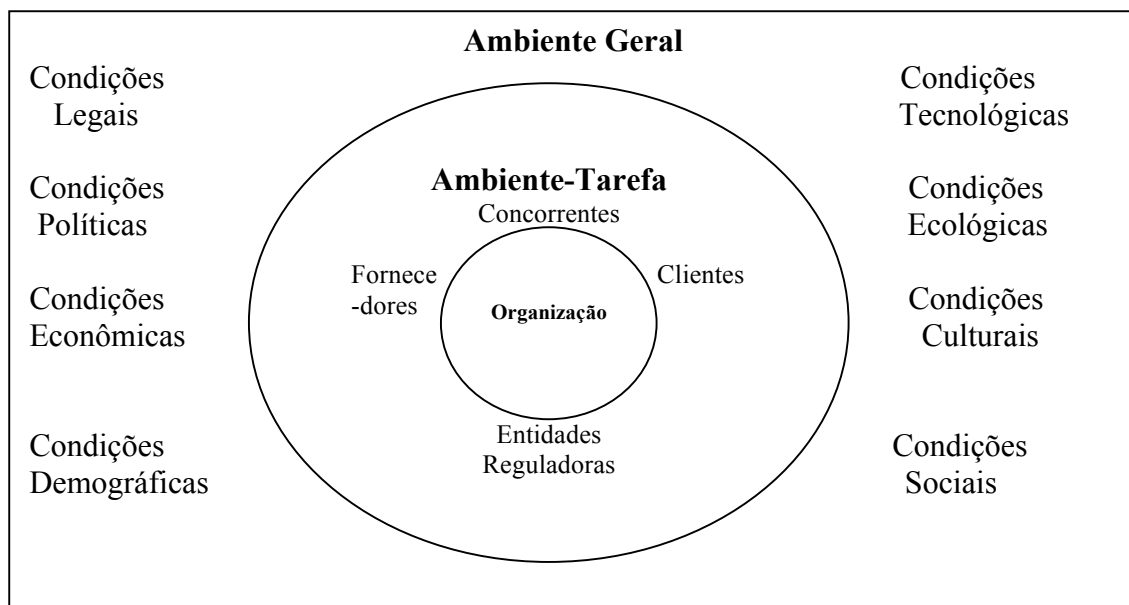 Ambiente Geral
Condições
Legais
Condições
Tecnológicas
Ambiente-Tarefa
Condições
Políticas
Condições
Ecológicas
Concorrentes
Fornece
-dores
Clientes
Organização
Condições
Econômicas
Condições
Culturais
Entidades
Reguladoras
Condições
Demográficas
Condições
Sociais